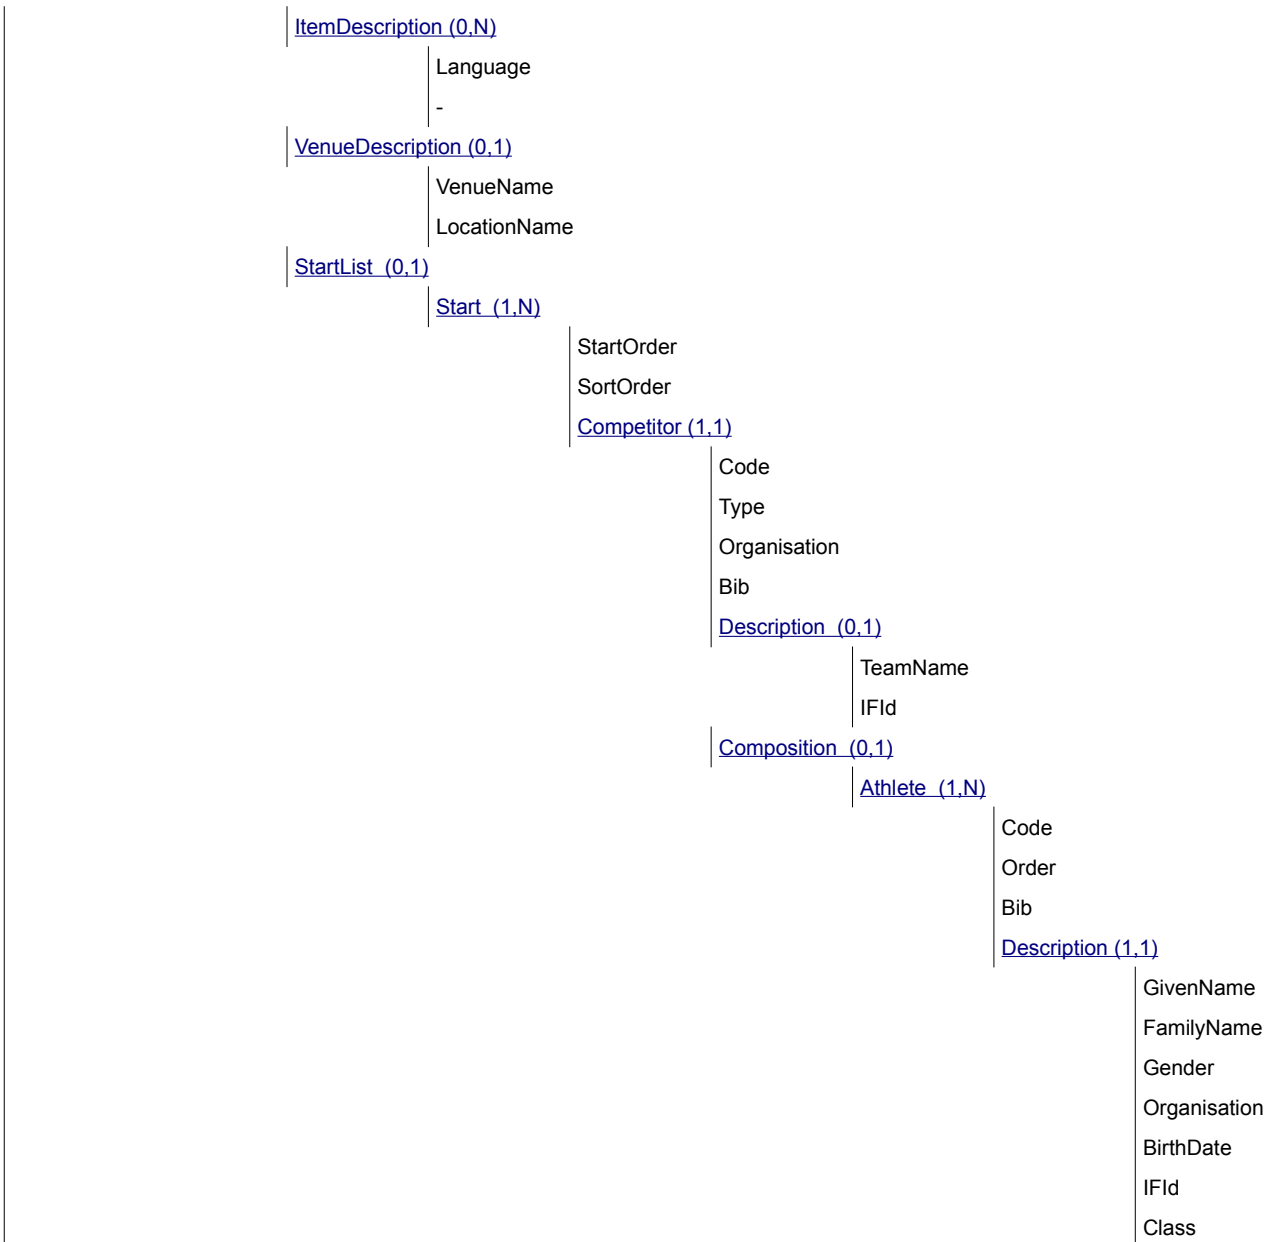 ItemDescription (0,N)
Language
-
VenueDescription (0,1)
VenueName
LocationName
StartList (0,1)
Start (1,N)
StartOrder
SortOrder
Competitor (1,1)
Code
Type
Organisation
Bib
Description (0,1)
TeamName
IFId
Composition (0,1)
Athlete (1,N)
Code
Order
Bib
Description (1,1)
GivenName
FamilyName
Gender
Organisation
BirthDate
IFId
Class